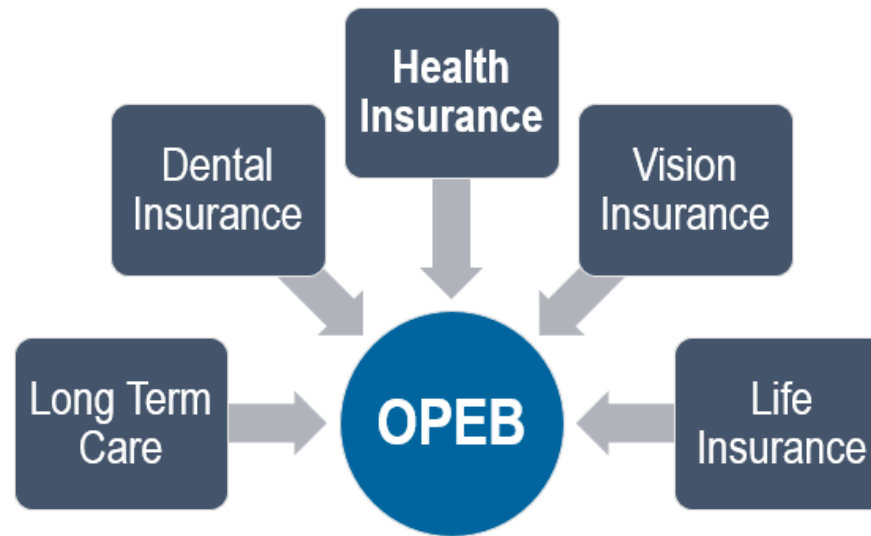 Health
Insurance
Dental
Insurance
Vision
Insurance
Long Term
Care
OPEB
Life
Insurance